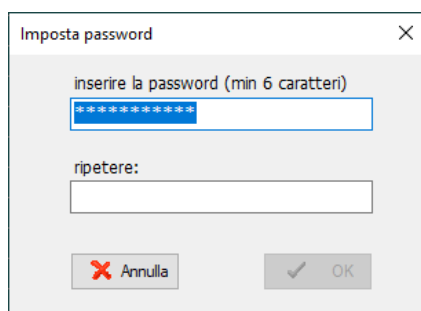 Imposta password
inserire la password (min 6 caratteri)
***********
ripetere:
Annulla
OK